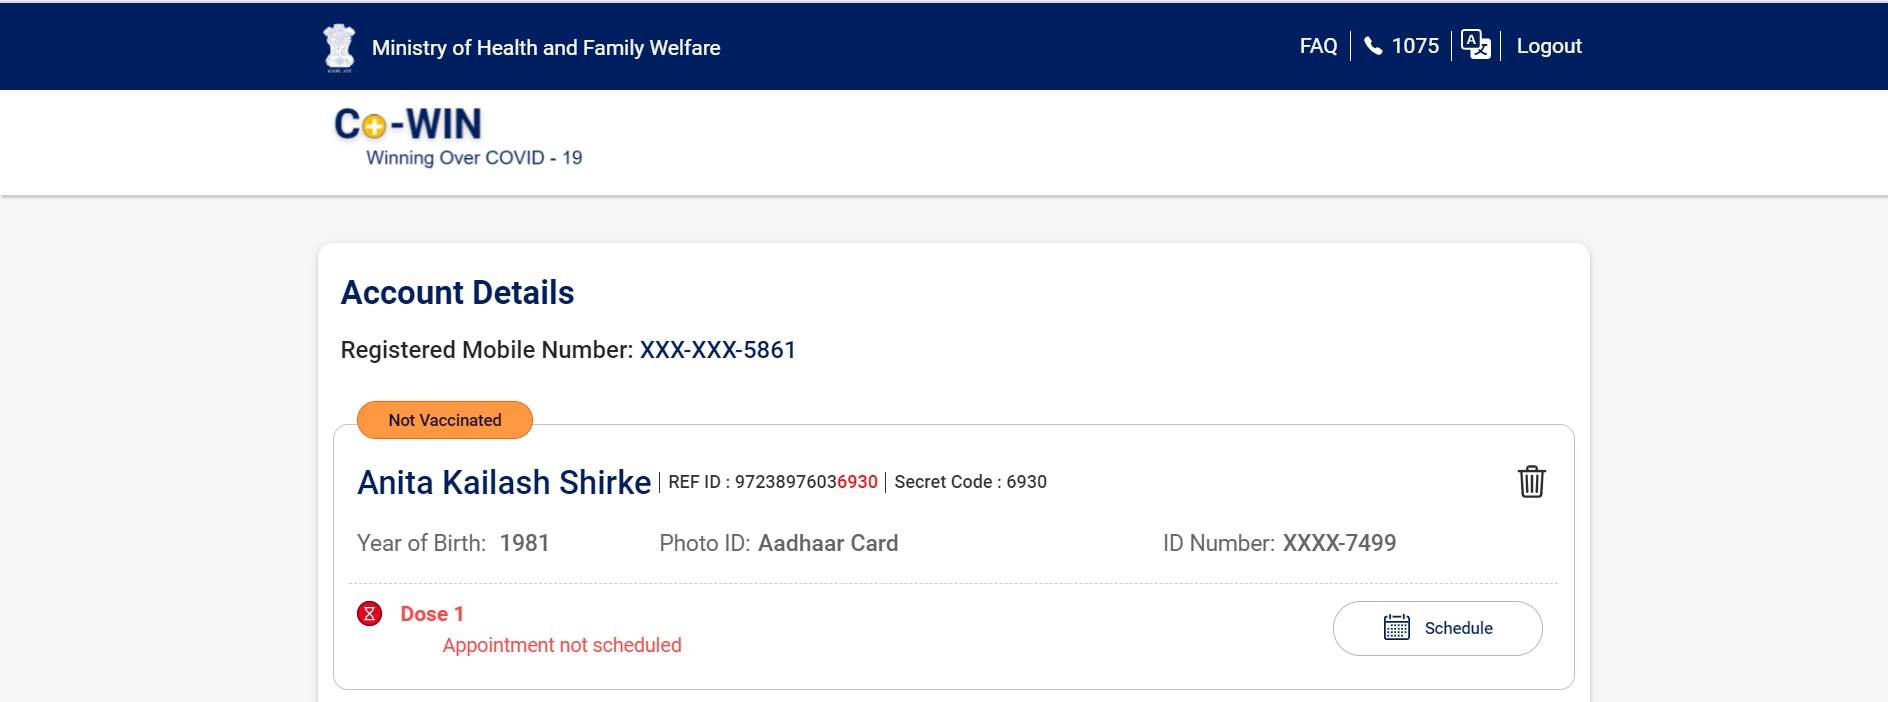 Ministry of Health and Family Welfare FAQ 1075 Logout
Co-WIN
Winning Over COVID - 19
Account Details
Registered Mobile Number: XXX-XXX-5861
Not Vaccinated
Anita Kailash Shirke REF ID : 97238976036930 Secret Code : 6930
Year of Birth: 1981 Photo ID: Aadhaar Card ID Number: XXXX-7499
Dose 1
Schedule
Appointment not scheduled